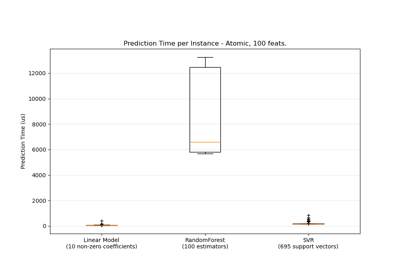 Prediction Time per Instance - Atomic, 100 feats.
12000
10000
8000
6000
4000
2000
0
Prediction Time (us)
Linear Model
(10 non-zero coefficients)
RandomForest
(100 estimators)
SVR
(695 support vectors)